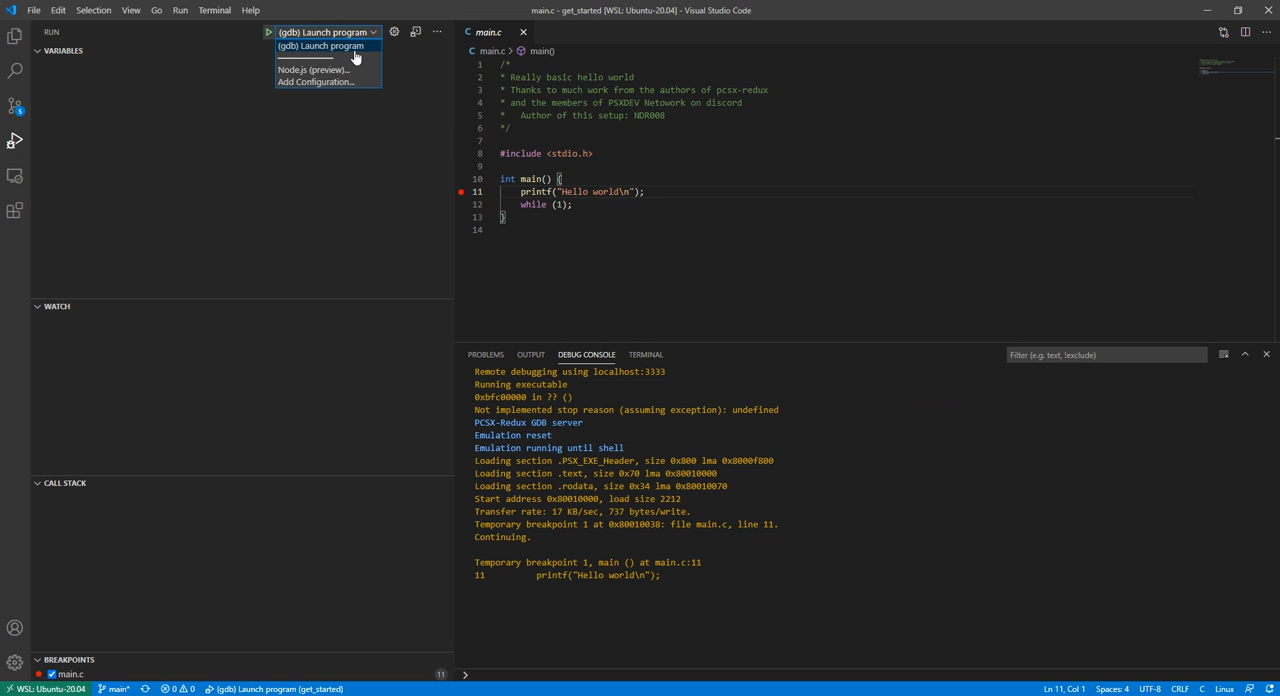 File Edit Selection View Go Run Terminal Help
main.c - get_started [WSL: Ubuntu-20.04] - Visual Studio Code
RUN
(gdb) Launch program
(gdb) Launch program
Node.js (preview)...
Add Configuration...
VARIABLES
WATCH
CALL STACK
BREAKPOINTS
main.c
11
5
C main.c
C main.c > main()
1 /*
2 * Really basic hello world
3 * Thanks to much work from the authors of pcsx-redux
4 * and the members of PSXDEV Netowork on discord
5 * Author of this setup: NDR008
6 */
7
8 #include <stdio.h>
9
10 int main() {
11 printf("Hello world\n");
12 while (1);
13 }
14
PROBLEMS OUTPUT DEBUG CONSOLE TERMINAL
Filter (e.g. text, !exclude)
Remote debugging using localhost:3333
Running executable
0xbfc00000 in ?? ()
Not implemented stop reason (assuming exception): undefined
PCSX-Redux GDB server
Emulation reset
Emulation running until shell
Loading section .PSX_EXE_Header, size 0x800 lma 0x8000f800
Loading section .text, size 0x70 lma 0x80010000
Loading section .rodata, size 0x34 lma 0x80010070
Start address 0x80010000, load size 2212
Transfer rate: 17 KB/sec, 737 bytes/write.
Temporary breakpoint 1 at 0x80010038: file main.c, line 11.
Continuing.
Temporary breakpoint 1, main () at main.c:11
11 printf("Hello world\n");
>
WSL: Ubuntu-20.04 main* 0 0 (gdb) Launch program (get_started)
Ln 11, Col 1 Spaces: 4 UTF-8 CRLF C Linux